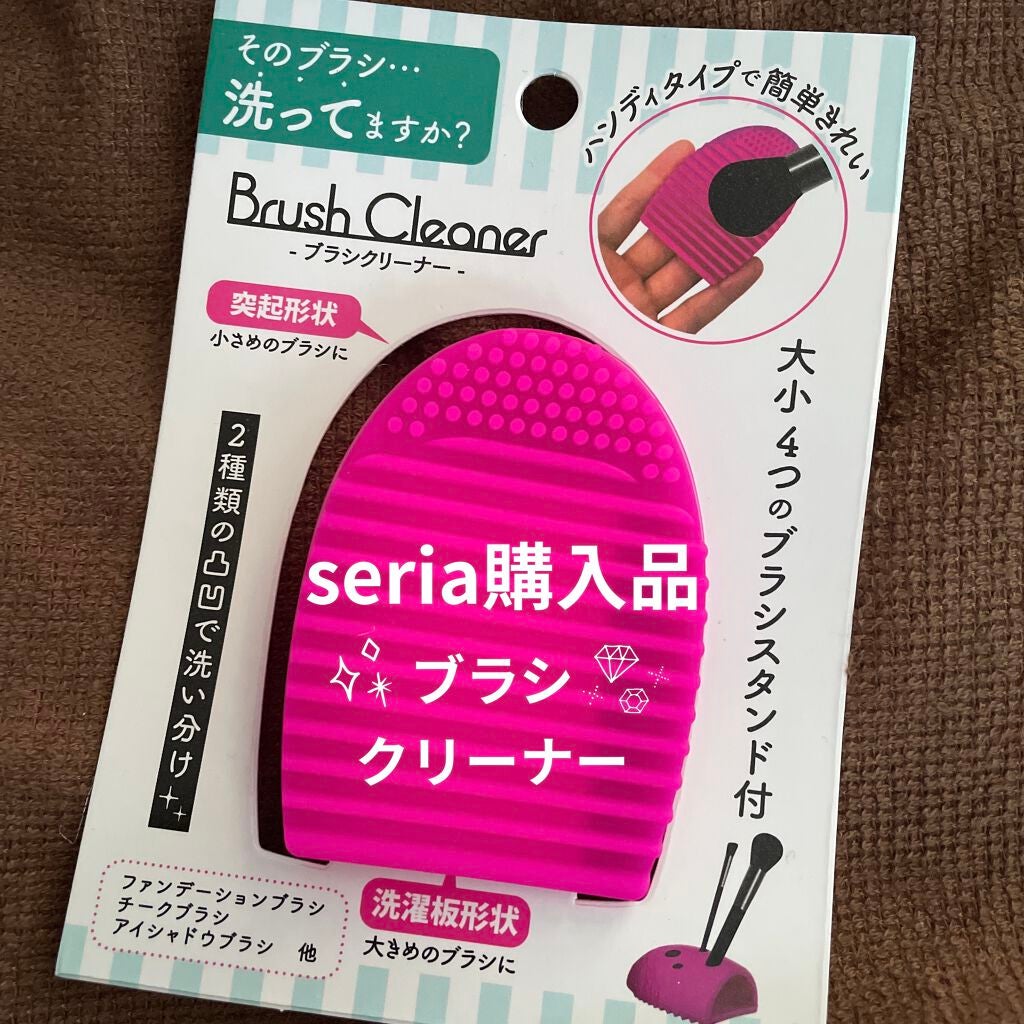 そのブラシ…
洗ってますか?
Brush Cleaner
- ブラシクリーナー -
ハンディタイプで簡単きれい
突起形状
小さめのブラシに
2種類の凸凹で洗い分け
大小4つのブラシスタンド付
seria購入品
ブラシ
クリーナー
洗濯板形状
大きめのブラシに
ファンデーションブラシ
チークブラシ
アイシャドウブラシ 他